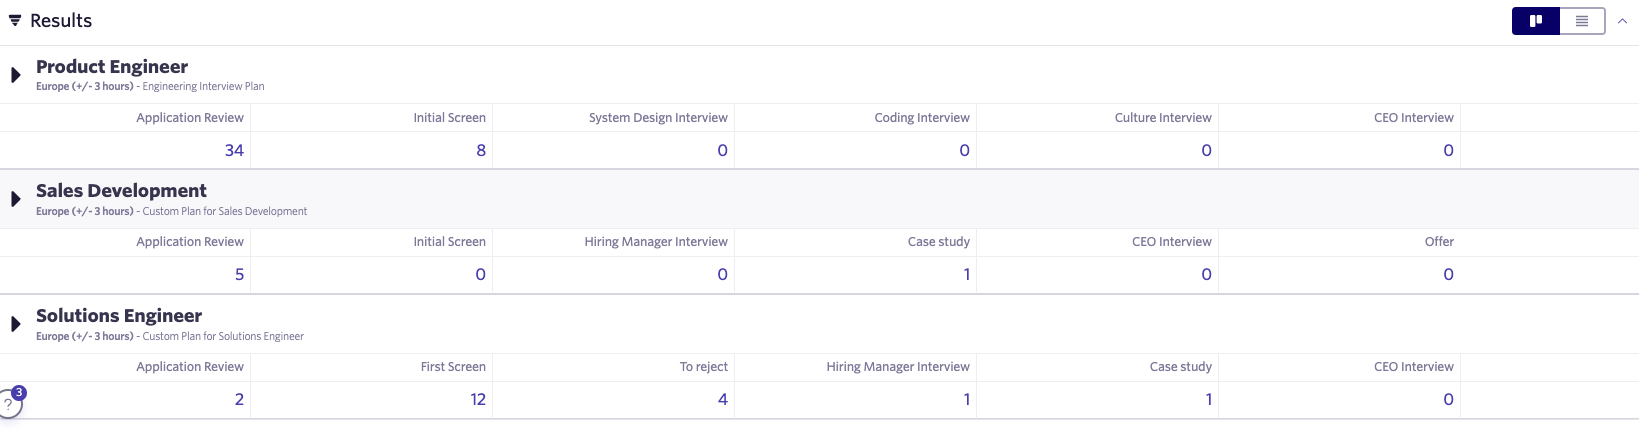 Results
Product Engineer
Europe (+/- 3 hours) - Engineering Interview Plan
Application Review Initial Screen System Design Interview Coding Interview Culture Interview CEO Interview
34 8 0 0 0 0
Sales Development
Europe (+/- 3 hours) - Custom Plan for Sales Development
Application Review Initial Screen Hiring Manager Interview Case study CEO Interview Offer
5 0 0 1 0 0
Solutions Engineer
Europe (+/- 3 hours) - Custom Plan for Solutions Engineer
Application Review First Screen To reject Hiring Manager Interview Case study CEO Interview
2 12 4 1 1 0
3
?